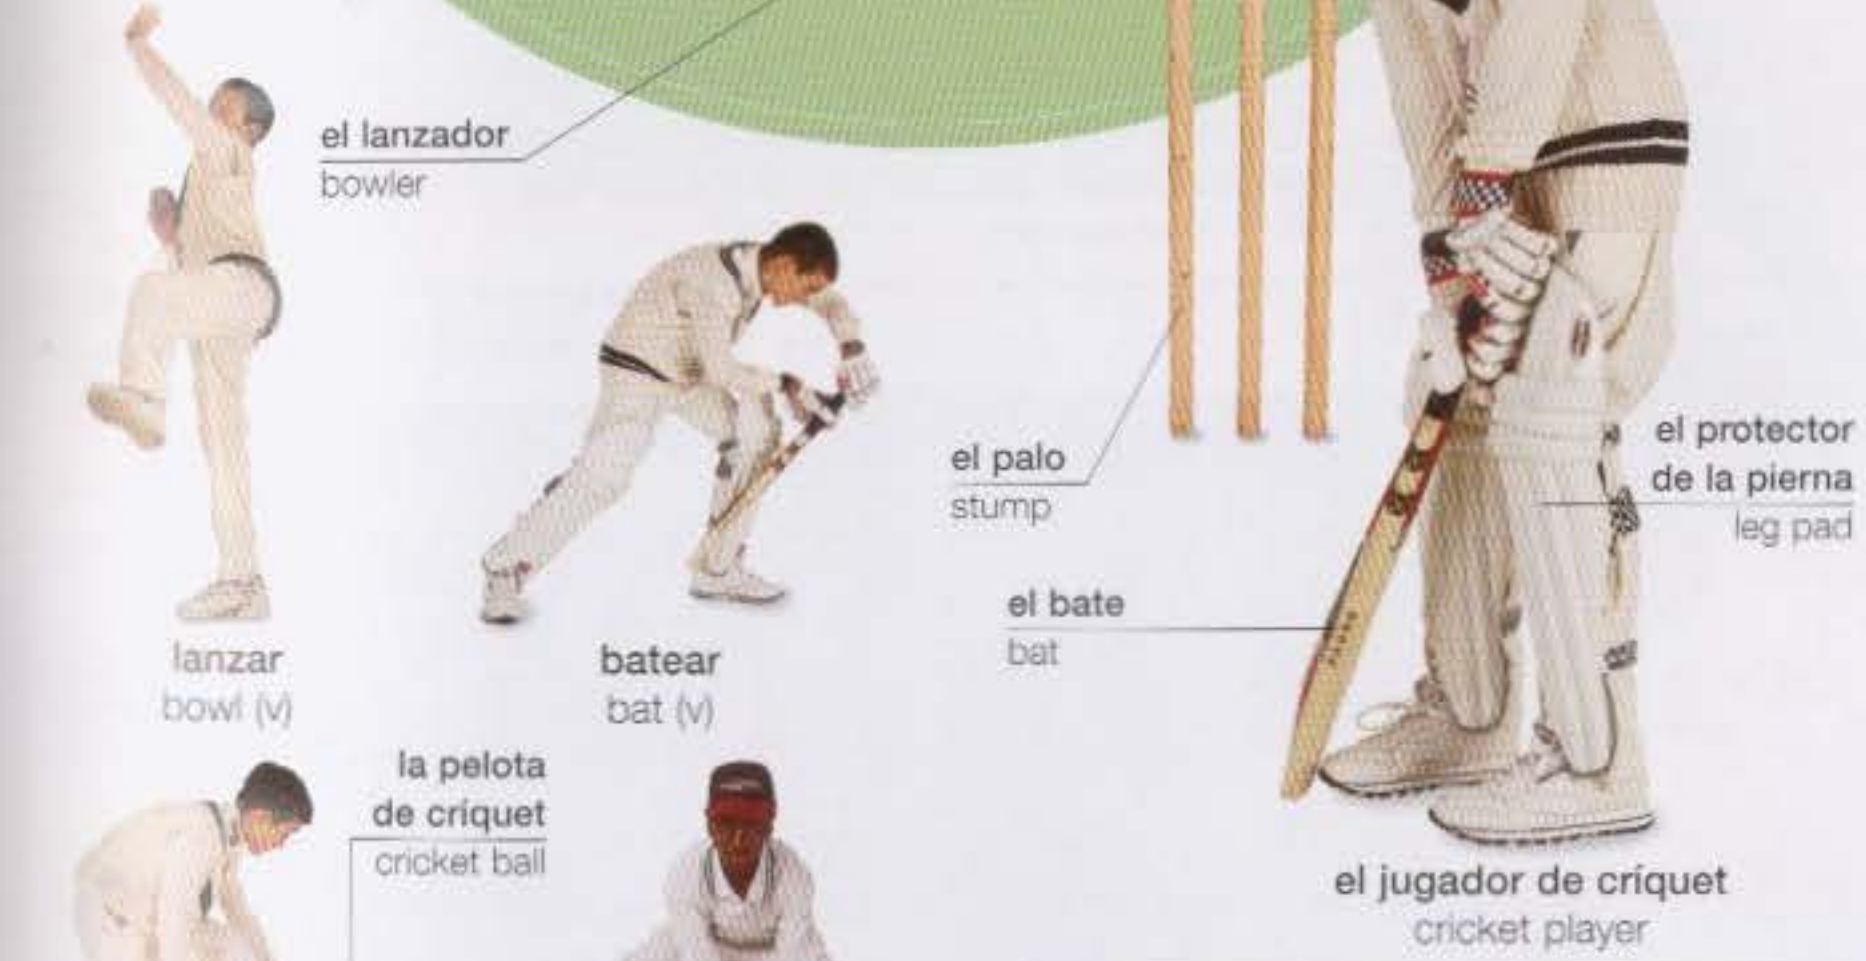 el lanzador
bowler
el palo
stump
el protector
de la pierna
leg pad
el bate
bat
lanzar
bowl (v)
batear
bat (v)
la pelota
de críquet
cricket ball
el jugador de críquet
cricket player